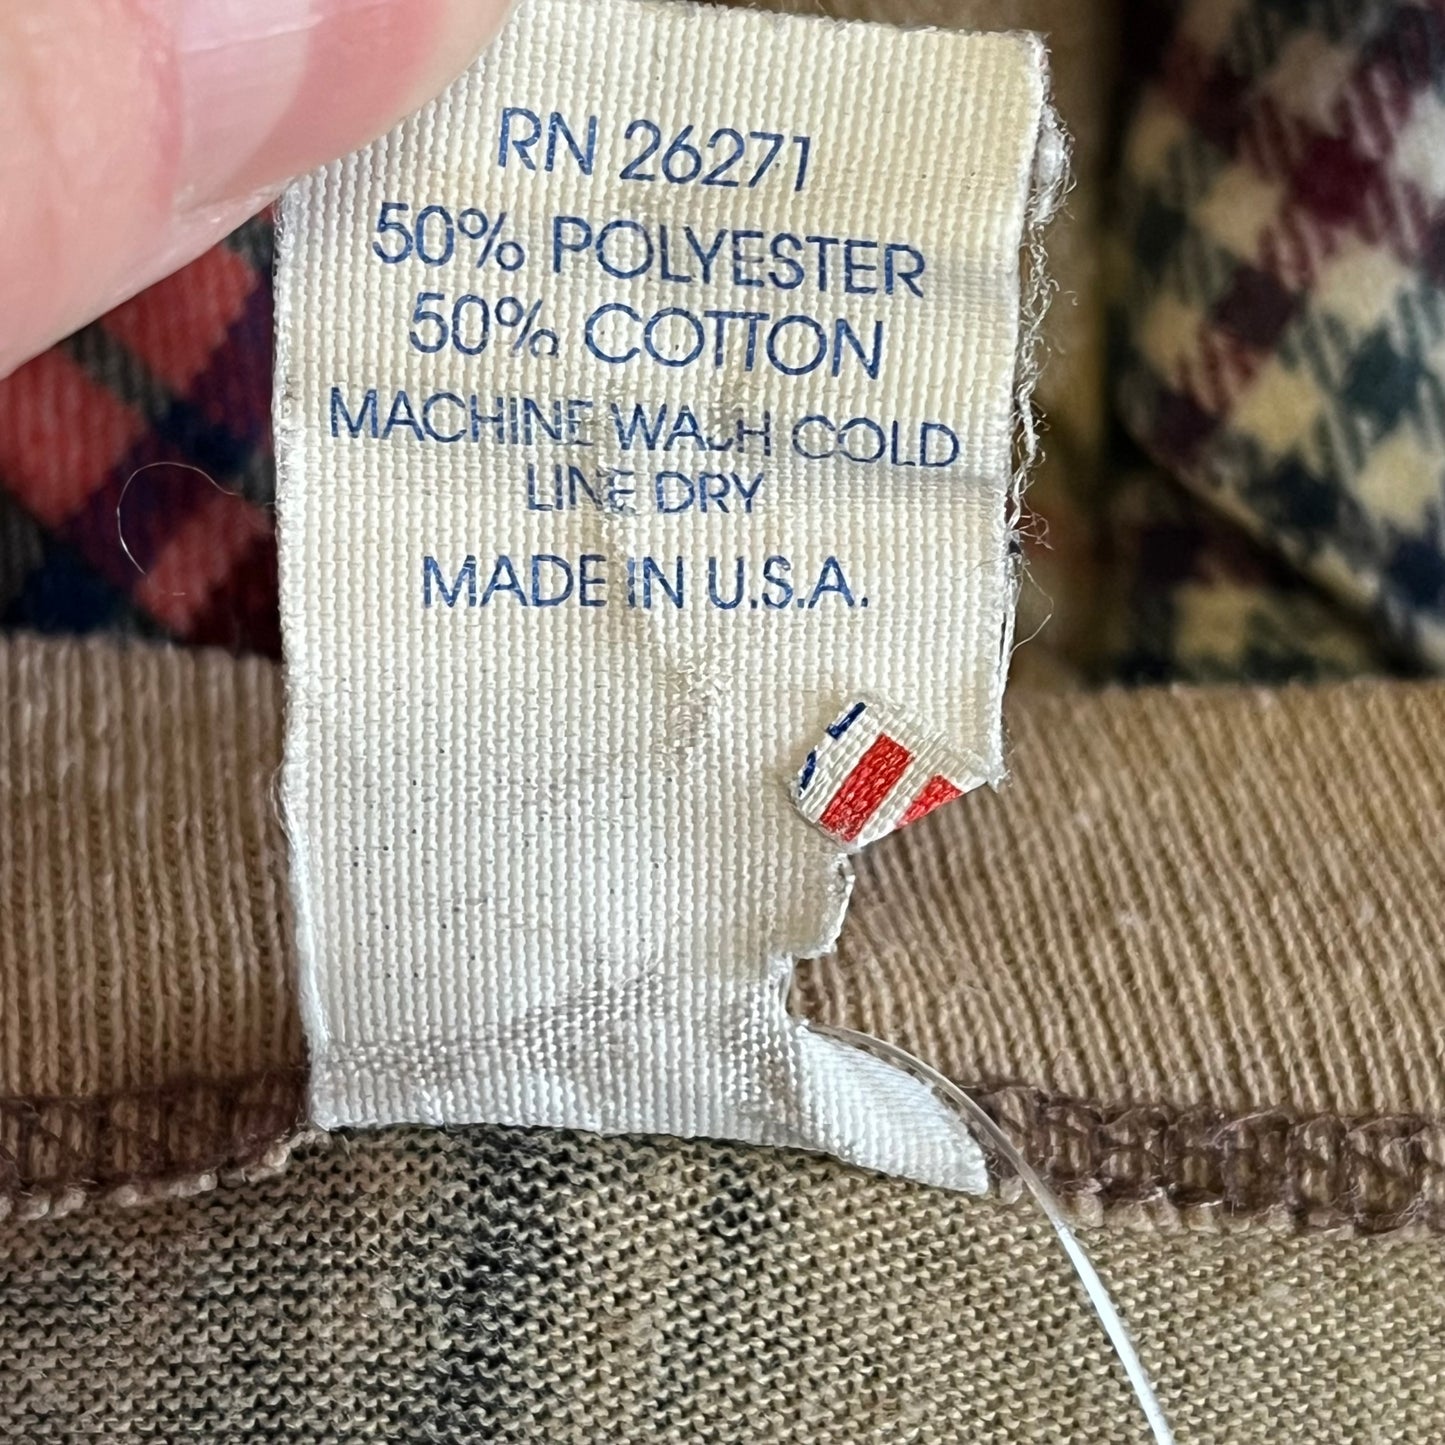 RN 26271
50% POLYESTER
50% COTTON
MACHINE WASH COLD
LINE DRY
MADE IN U.S.A.